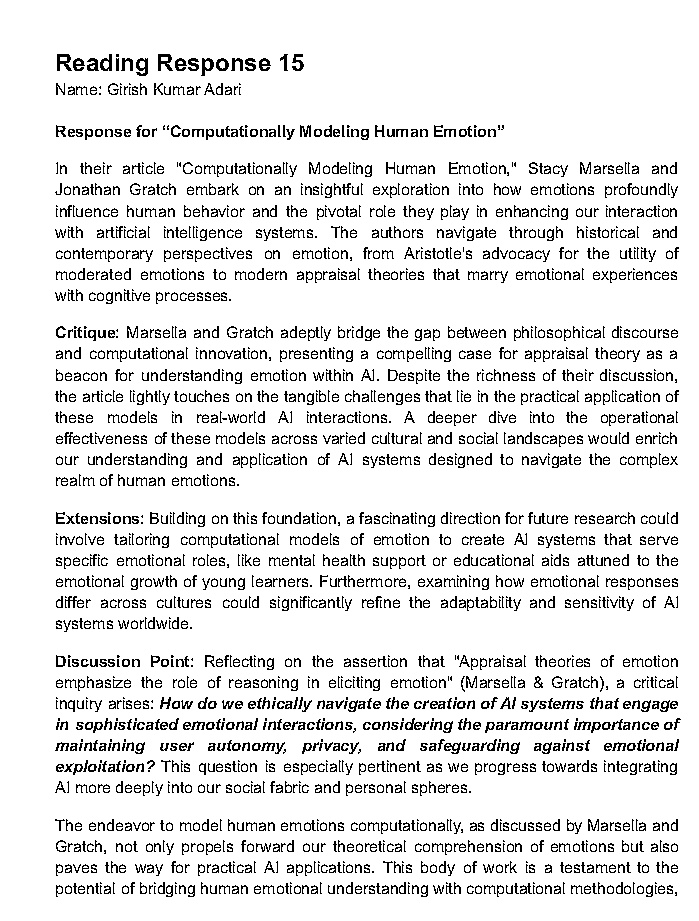 Reading Response 15
Name: Girish Kumar Adari
Response for “Computationally Modeling Human Emotion”
In their article "Computationally Modeling Human Emotion," Stacy Marsella and
Jonathan Gratch embark on an insightful exploration into how emotions profoundly
influence human behavior and the pivotal role they play in enhancing our interaction
with artificial intelligence systems. The authors navigate through historical and
contemporary perspectives on emotion, from Aristotle's advocacy for the utility of
moderated emotions to modern appraisal theories that marry emotional experiences
with cognitive processes.
Critique: Marsella and Gratch adeptly bridge the gap between philosophical discourse
and computational innovation, presenting a compelling case for appraisal theory as a
beacon for understanding emotion within AI. Despite the richness of their discussion,
the article lightly touches on the tangible challenges that lie in the practical application of
these models in real-world AI interactions. A deeper dive into the operational
effectiveness of these models across varied cultural and social landscapes would enrich
our understanding and application of AI systems designed to navigate the complex
realm of human emotions.
Extensions: Building on this foundation, a fascinating direction for future research could
involve tailoring computational models of emotion to create AI systems that serve
specific emotional roles, like mental health support or educational aids attuned to the
emotional growth of young learners. Furthermore, examining how emotional responses
differ across cultures could significantly refine the adaptability and sensitivity of AI
systems worldwide.
Discussion Point: Reflecting on the assertion that "Appraisal theories of emotion
emphasize the role of reasoning in eliciting emotion" (Marsella & Gratch), a critical
inquiry arises: How do we ethically navigate the creation of AI systems that engage
in sophisticated emotional interactions, considering the paramount importance of
maintaining user autonomy, privacy, and safeguarding against emotional
exploitation? This question is especially pertinent as we progress towards integrating
AI more deeply into our social fabric and personal spheres.
The endeavor to model human emotions computationally, as discussed by Marsella and
Gratch, not only propels forward our theoretical comprehension of emotions but also
paves the way for practical AI applications. This body of work is a testament to the
potential of bridging human emotional understanding with computational methodologies,